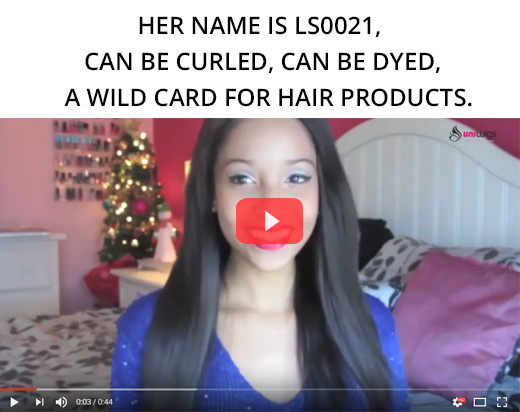 HER NAME IS LS0021,
CAN BE CURLED, CAN BE DYED,
A WILD CARD FOR HAIR PRODUCTS.
UNIWIGS
0:03 / 0:44
HD